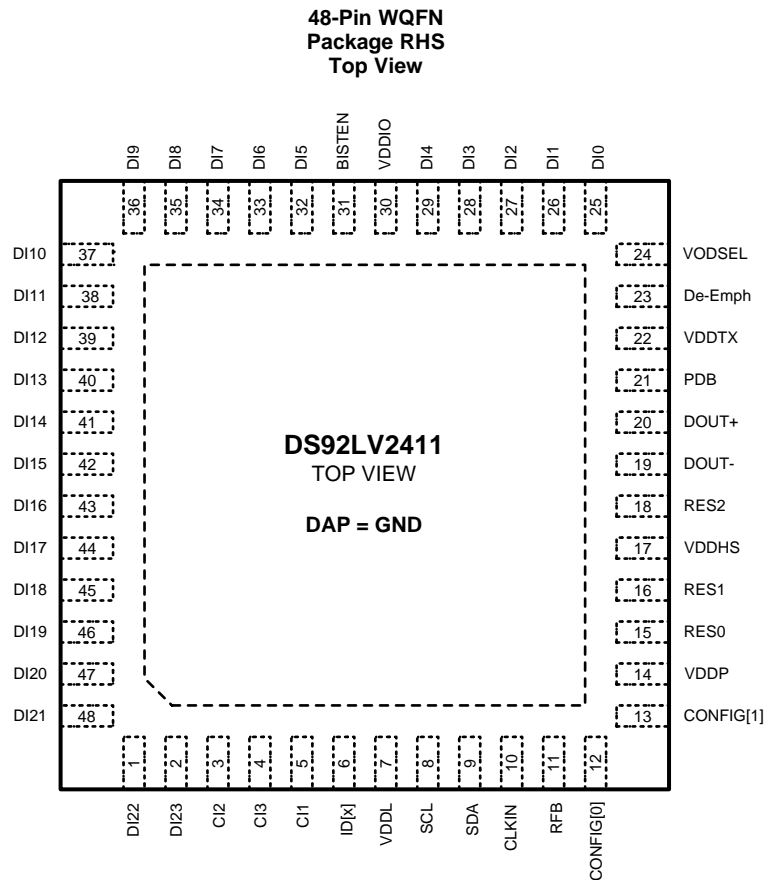 48-Pin WQFN
Package RHS
Top View
DI9
DI8
DI7
DI6
DI5
BISTEN
VDDIO
DI4
DI3
DI2
DI1
DI0
36
35
34
33
32
31
30
29
28
27
26
25
DI10 37
DI11 38
DI12 39
DI13 40
DI14 41
DI15 42
DI16 43
DI17 44
DI18 45
DI19 46
DI20 47
DI21 48
DS92LV2411
TOP VIEW
DAP = GND
24 VODSEL
23 De-Emph
22 VDDTX
21 PDB
20 DOUT+
19 DOUT-
18 RES2
17 VDDHS
16 RES1
15 RES0
14 VDDP
13 CONFIG[1]
1
2
3
4
5
6
7
8
9
10
11
12
DI22
DI23
CI2
CI3
CI1
ID[x]
VDDL
SCL
SDA
CLKIN
RFB
CONFIG[0]